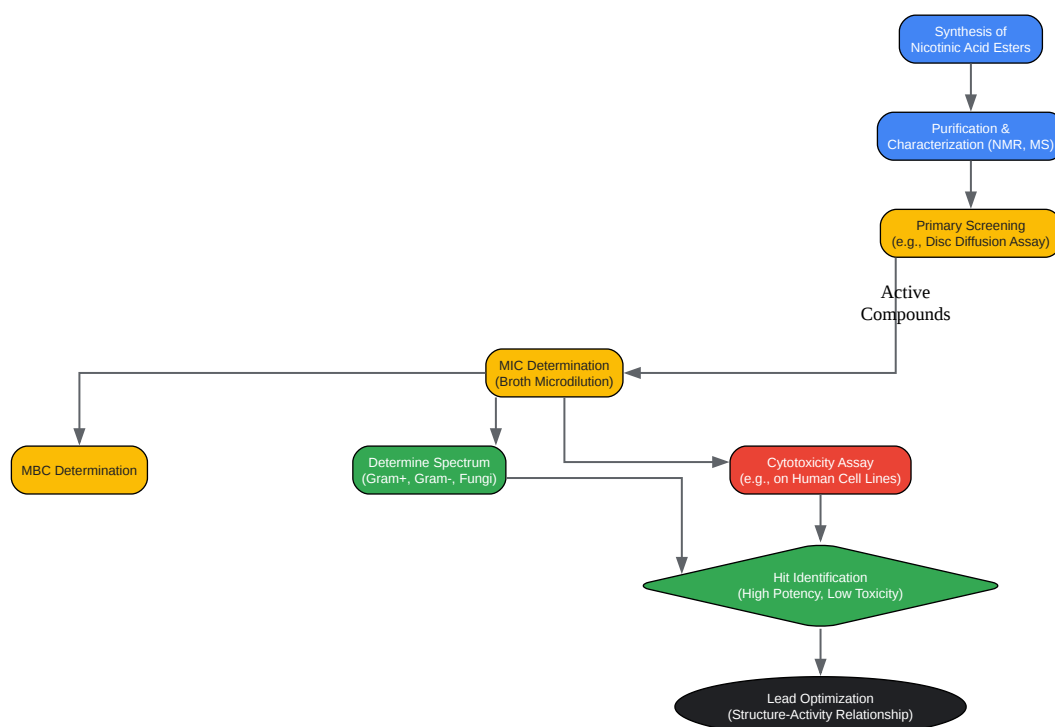 Synthesis of
Nicotinic Acid Esters
Purification &
Characterization (NMR, MS)
Primary Screening
(e.g., Disc Diffusion Assay)
Active
Compounds
MIC Determination
(Broth Microdilution)
MBC Determination
Determine Spectrum
(Gram+, Gram-, Fungi)
Cytotoxicity Assay
(e.g., on Human Cell Lines)
Hit Identification
(High Potency, Low Toxicity)
Lead Optimization
(Structure-Activity Relationship)